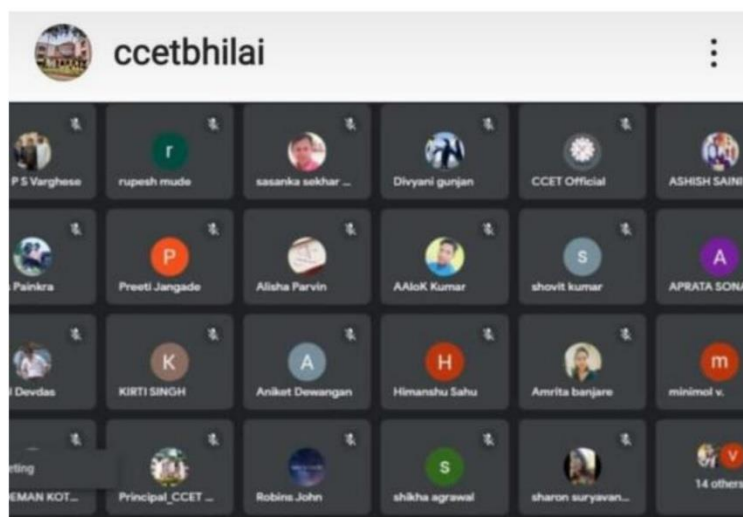 ccetbhilai
P S Varghese rupesh mude sasanka sekhar ... Divyani gunjan CCET Official ASHISH SAINI
r
Painkra Preeti Jangade Alisha Parvin AAloK Kumar shovit kumar APRATA SONA
P S A
l Devdas KIRTI SINGH Aniket Dewangan Himanshu Sahu Amrita banjare minimol v.
K A H m
eting
EMAN KOT... Principal_CCET ... Robins John shikha agrawal sharon suryavan... 14 others
S V